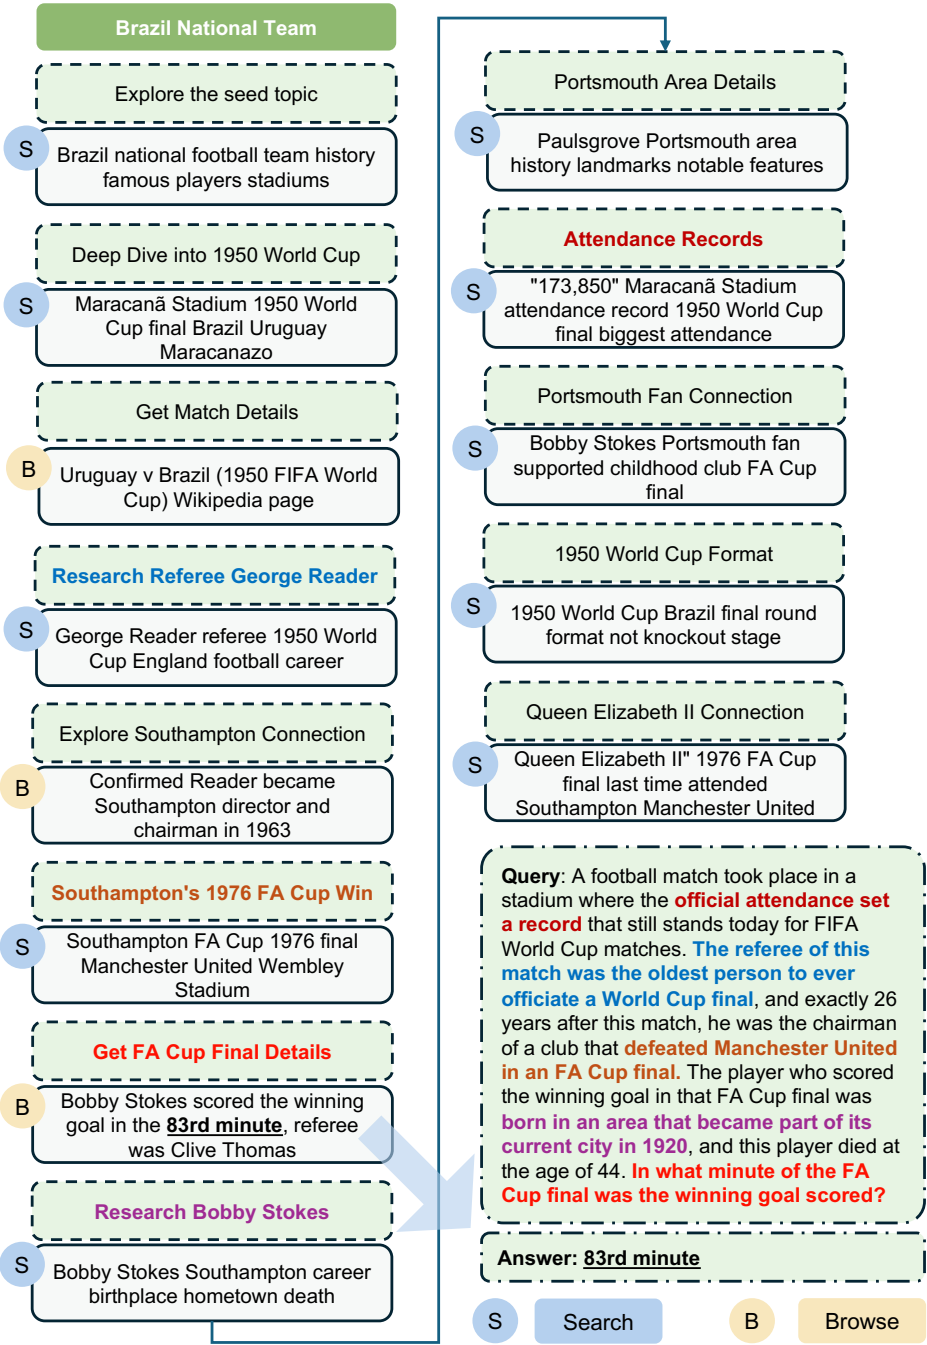 Brazil National Team
Explore the seed topic
S
Brazil national football team history
famous players stadiums
Deep Dive into 1950 World Cup
S
Maracanã Stadium 1950 World
Cup final Brazil Uruguay
Maracanazo
Get Match Details
B
Uruguay v Brazil (1950 FIFA World
Cup) Wikipedia page
Research Referee George Reader
S
George Reader referee 1950 World
Cup England football career
Explore Southampton Connection
B
Confirmed Reader became
Southampton director and
chairman in 1963
Southampton's 1976 FA Cup Win
S
Southampton FA Cup 1976 final
Manchester United Wembley
Stadium
Get FA Cup Final Details
B
Bobby Stokes scored the winning
goal in the 83rd minute, referee
was Clive Thomas
Research Bobby Stokes
S
Bobby Stokes Southampton career
birthplace hometown death
Portsmouth Area Details
S
Paulsgrove Portsmouth area
history landmarks notable features
Attendance Records
S
"173,850" Maracanã Stadium
attendance record 1950 World Cup
final biggest attendance
Portsmouth Fan Connection
S
Bobby Stokes Portsmouth fan
supported childhood club FA Cup
final
1950 World Cup Format
S
1950 World Cup Brazil final round
format not knockout stage
Queen Elizabeth II Connection
S
Queen Elizabeth II" 1976 FA Cup
final last time attended
Southampton Manchester United
Query: A football match took place in a
stadium where the official attendance set
a record that still stands today for FIFA
World Cup matches. The referee of this
match was the oldest person to ever
officiate a World Cup final, and exactly 26
years after this match, he was the chairman
of a club that defeated Manchester United
in an FA Cup final. The player who scored
the winning goal in that FA Cup final was
born in an area that became part of its
current city in 1920, and this player died at
the age of 44. In what minute of the FA
Cup final was the winning goal scored?
Answer: 83rd minute
S
Search
B
Browse